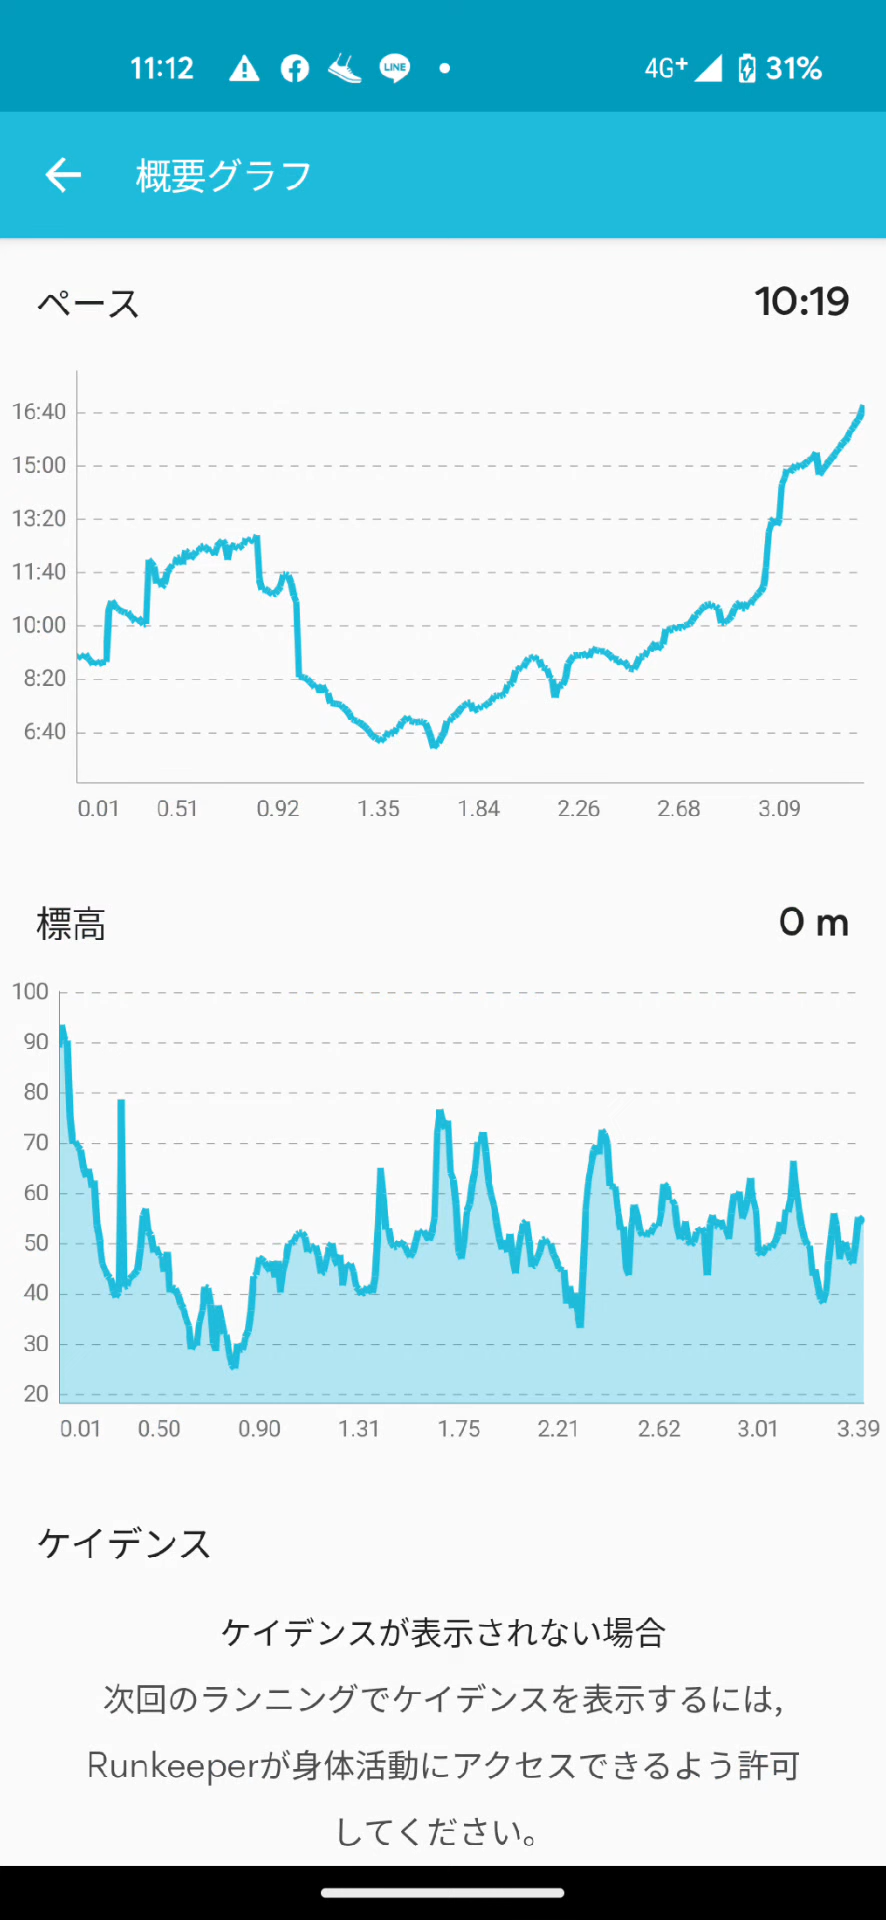 11:12
LINE
4G+
31%
概要グラフ
ペース
10:19
16:40
15:00
13:20
11:40
10:00
8:20
6:40
0.01 0.51 0.92 1.35 1.84 2.26 2.68 3.09
標高
0 m
100
90
80
70
60
50
40
30
20
0.01 0.50 0.90 1.31 1.75 2.21 2.62 3.01 3.39
ケイデンス
ケイデンスが表示されない場合
次回のランニングでケイデンスを表示するには,
Runkeeperが身体活動にアクセスできるよう許可
してください。